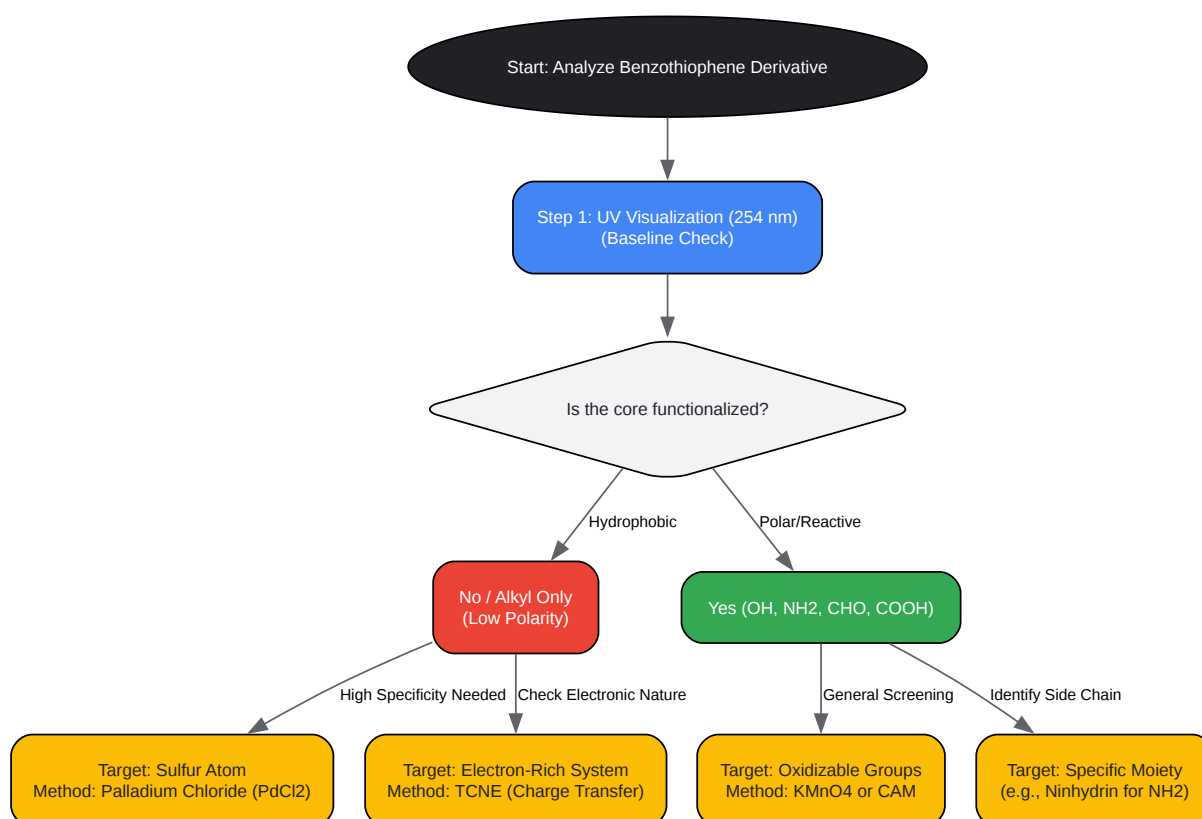 Start: Analyze Benzothiophene Derivative
Step 1: UV Visualization (254 nm)
(Baseline Check)
Is the core functionalized?
Hydrophobic
Polar/Reactive
No / Alkyl Only
(Low Polarity)
Yes (OH, NH2, CHO, COOH)
High Specificity Needed
Check Electronic Nature
General Screening
Identify Side Chain
Target: Sulfur Atom
Method: Palladium Chloride (PdCl2)
Target: Electron-Rich System
Method: TCNE (Charge Transfer)
Target: Oxidizable Groups
Method: KMnO4 or CAM
Target: Specific Moiety
(e.g., Ninhydrin for NH2)